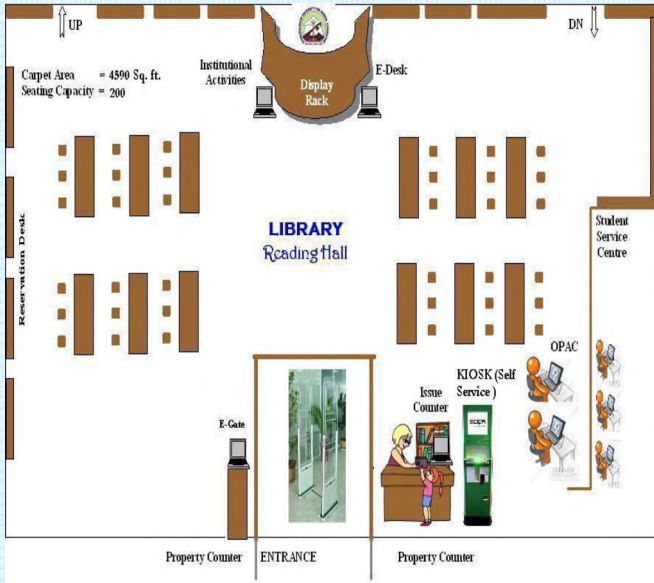 UP
DN
Institutional
Activities
E-Desk
Carpet Area = 4590 Sq. ft.
Seating Capacity = 200
Display
Rack
Reservation Desk
LIBRARY
Reading Hall
Student
Service
Centre
OPAC
KIOSK (Self
Service )
Issue
Counter
E-Gate
Property Counter
ENTRANCE
Property Counter